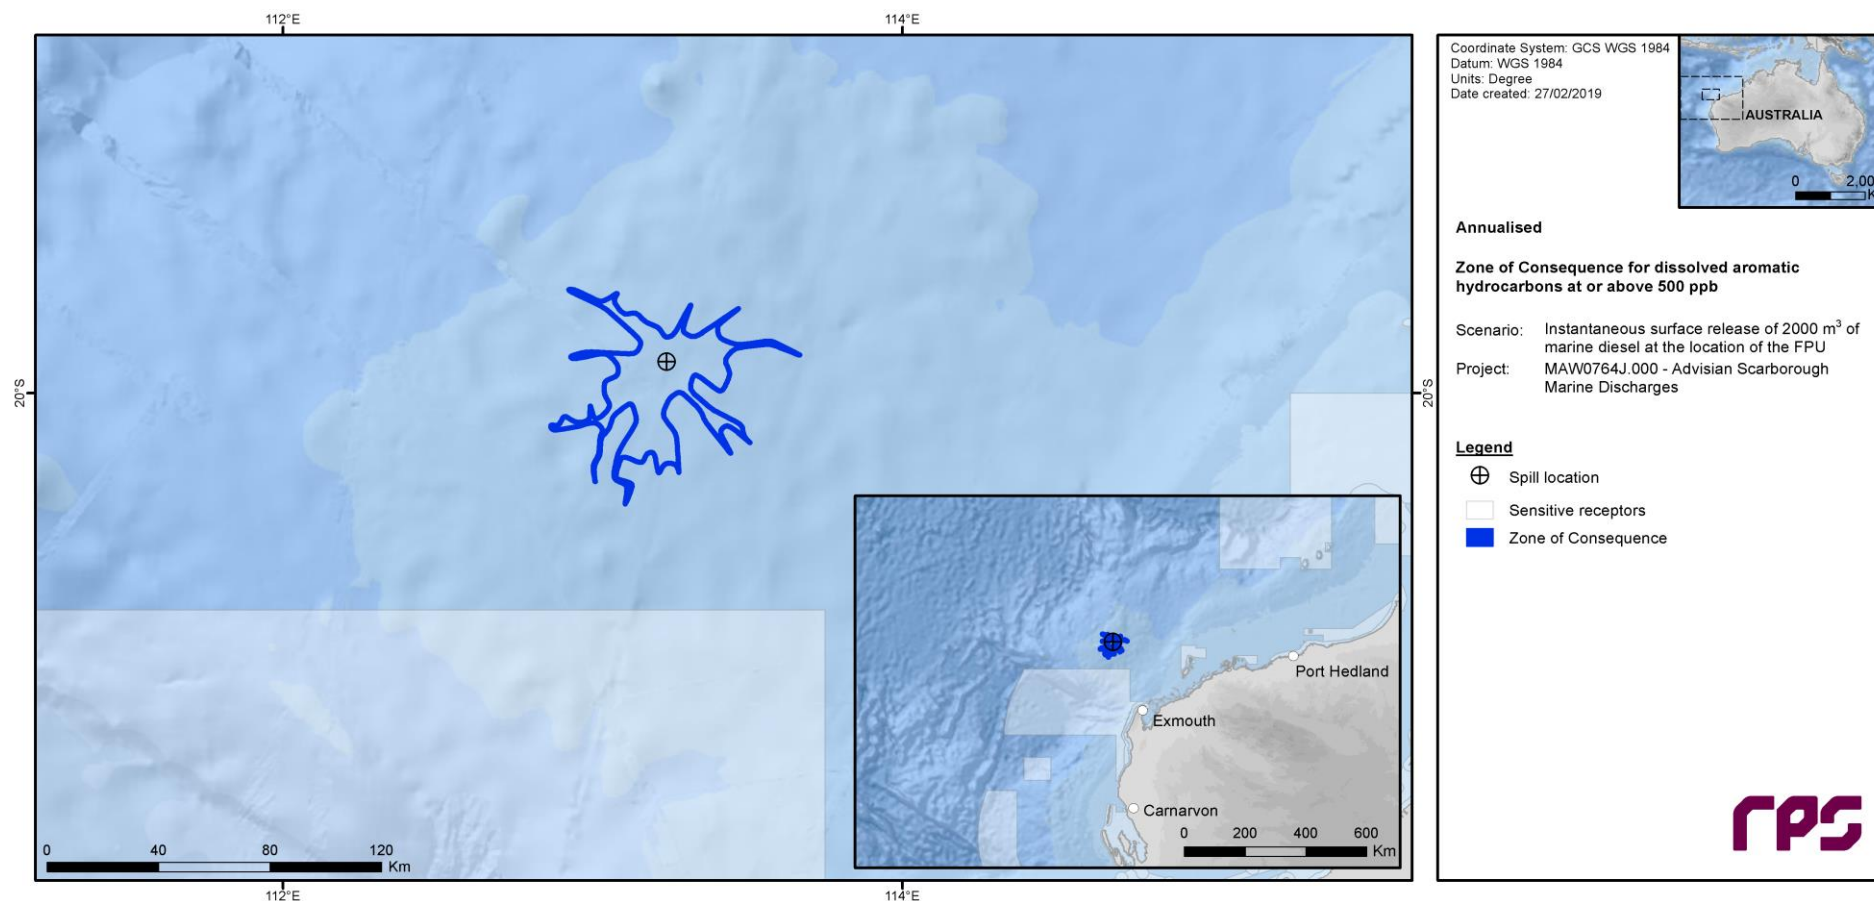 112°E
114°E
20°S
20°S
0
40
80
120
Km
112°E
114°E
Port Hedland
Exmouth
Carnarvon
0
200
400
600
Km
Coordinate System: GCS WGS 1984
Datum: WGS 1984
Units: Degree
Date created: 27/02/2019
AUSTRALIA
0
2,00
K
Annualised
Zone of Consequence for dissolved aromatic
hydrocarbons at or above 500 ppb
Scenario: Instantaneous surface release of 2000 m³ of
marine diesel at the location of the FPU
Project: MAW0764J.000 - Advisian Scarborough
Marine Discharges
Legend
Spill location
Sensitive receptors
Zone of Consequence
rps